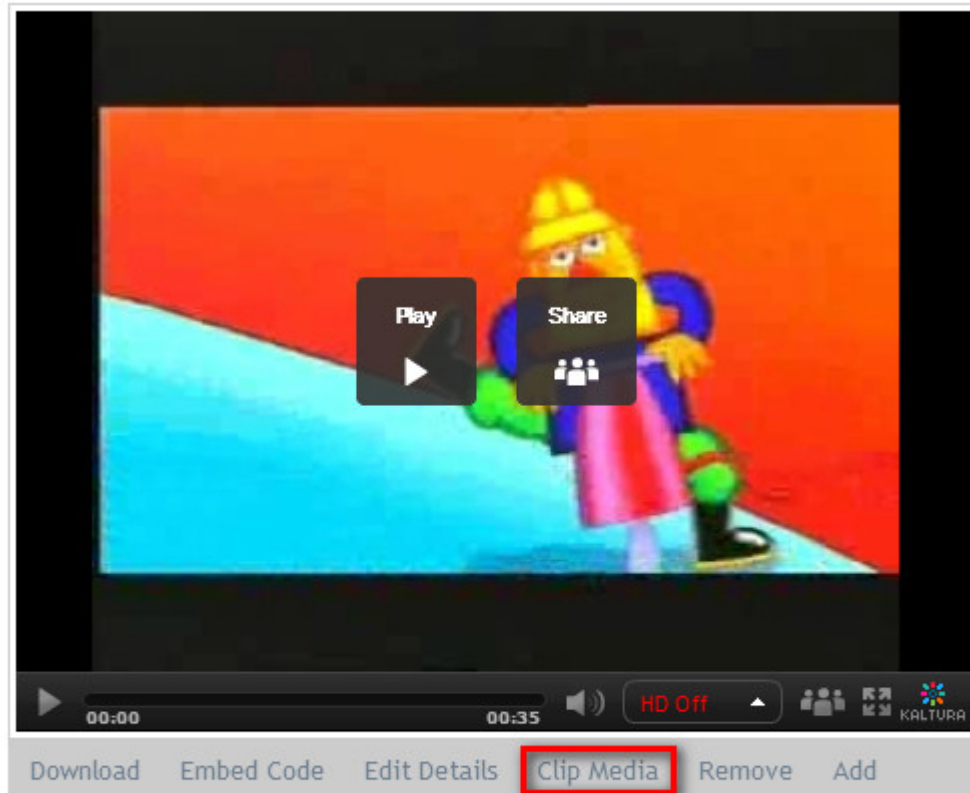 Play Share
00:00 00:35 HD Off KALTURA
Download Embed Code Edit Details Clip Media Remove Add